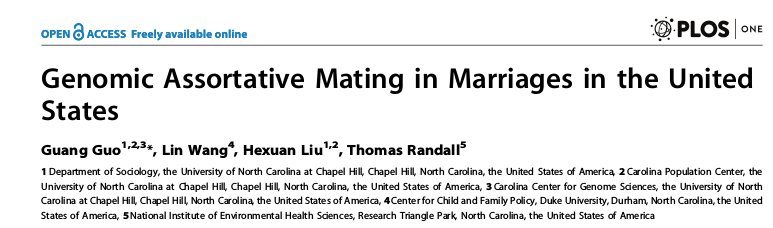 OPEN ACCESS Freely available online
PLOS | ONE
Genomic Assortative Mating in Marriages in the United
States
Guang Guo1,2,3*, Lin Wang4, Hexuan Liu1,2, Thomas Randall5
1 Department of Sociology, the University of North Carolina at Chapel Hill, Chapel Hill, North Carolina, the United States of America, 2 Carolina Population Center, the
University of North Carolina at Chapel Hill, Chapel Hill, North Carolina, the United States of America, 3 Carolina Center for Genome Sciences, the University of North
Carolina at Chapel Hill, Chapel Hill, North Carolina, the United States of America, 4 Center for Child and Family Policy, Duke University, Durham, North Carolina, the United
States of America, 5 National Institute of Environmental Health Sciences, Research Triangle Park, North Carolina, the United States of America